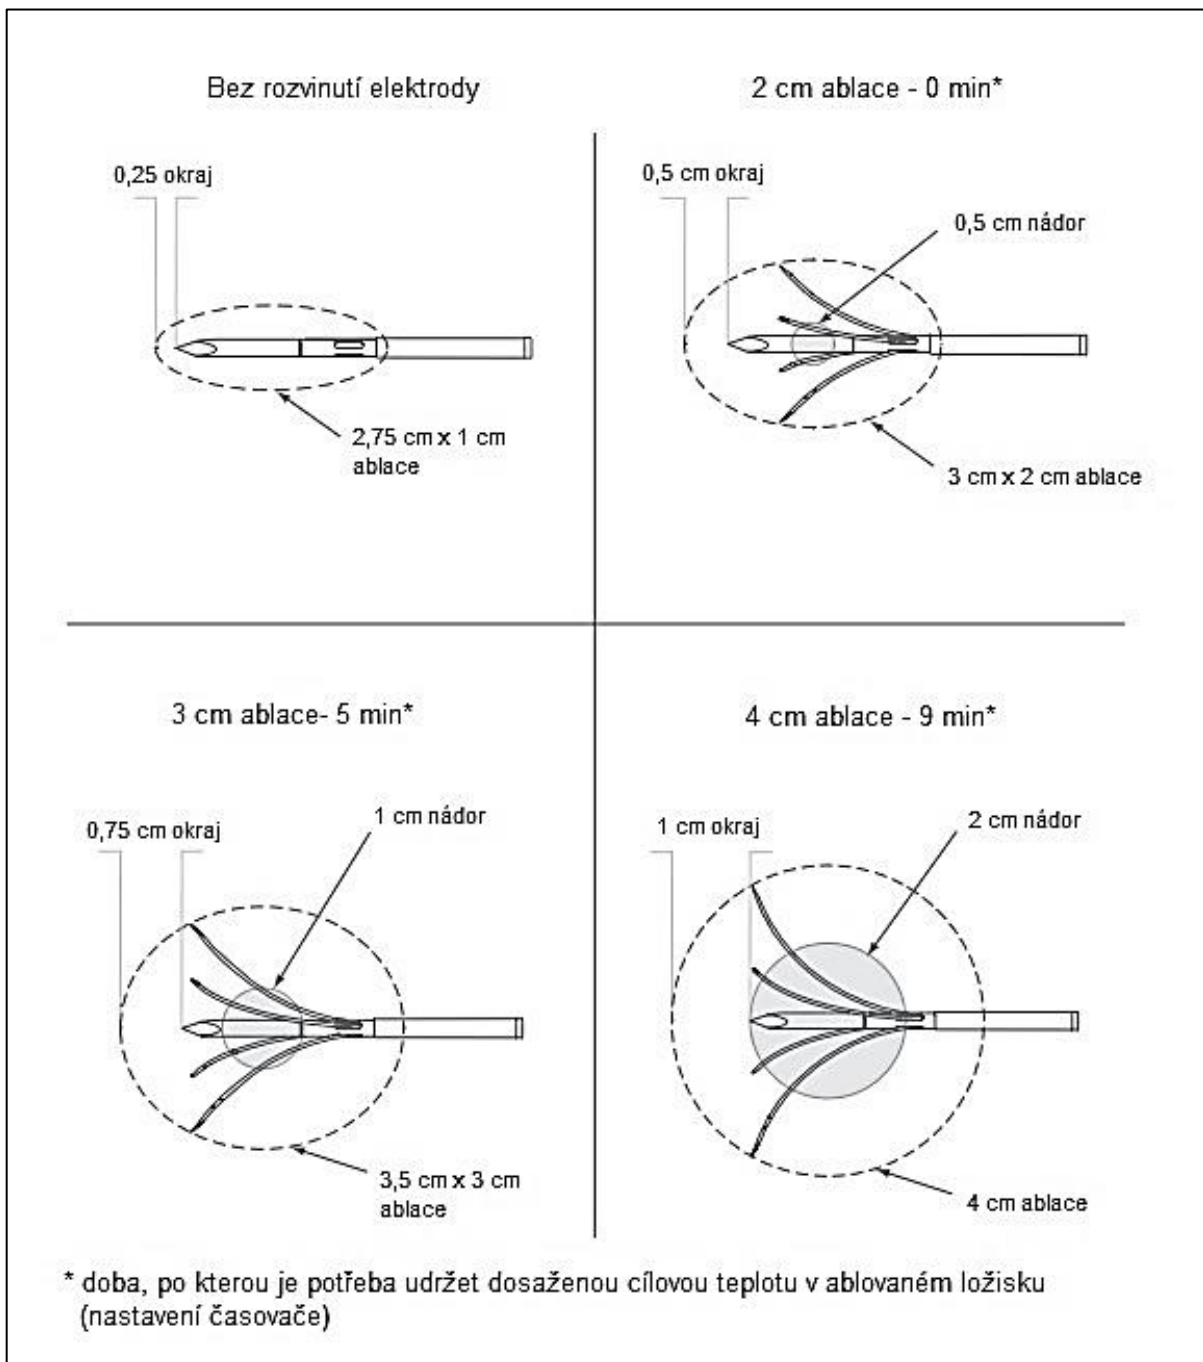 Bez rozvinutí elektrody
0,25 okraj
2,75 cm x 1 cm
ablace
2 cm ablace - 0 min*
0,5 cm okraj
0,5 cm nádor
3 cm x 2 cm ablace
3 cm ablace- 5 min*
0,75 cm okraj
1 cm nádor
3,5 cm x 3 cm
ablace
4 cm ablace - 9 min*
1 cm okraj
2 cm nádor
4 cm ablace
* doba, po kterou je potřeba udržet dosaženou cílovou teplotu v ablovaném ložisku
(nastavení časovače)